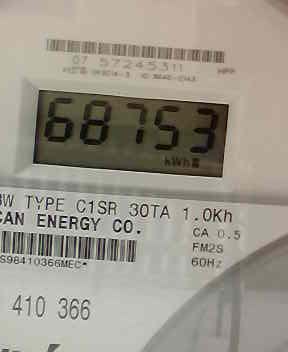 07 57245311
68753
kWh
W TYPE C1SR 30TA 1.0Kh
CAN ENERGY CO.
CA 0.5
FM2S
60Hz
S98410366MEC*
410 366